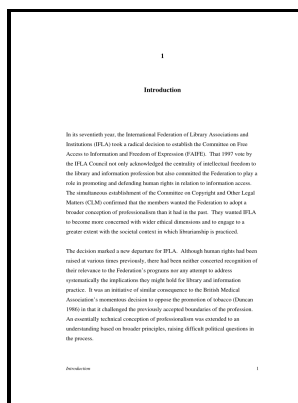 1
Introduction
In its seventieth year, the International Federation of Library Associations and
Institutions (IFLA) took a radical decision to establish the Committee on Free
Access to Information and Freedom of Expression (FAIFE).  That 1997 vote by
the IFLA Council not only acknowledged the centrality of intellectual freedom to
the library and information profession but also committed the Federation to play a
role in promoting and defending human rights in relation to information access.
The simultaneous establishment of the Committee on Copyright and Other Legal
Matters (CLM) confirmed that the members wanted the Federation to adopt a
broader conception of professionalism than it had in the past.  They wanted IFLA
to become more concerned with wider ethical dimensions and to engage to a
greater extent with the societal context in which librarianship is practiced.
The decision marked a new departure for IFLA.  Although human rights had been
raised at various times previously, there had been neither concerted recognition of
their relevance to the Federation's programs nor any attempt to address
systematically the implications they might hold for library and information
practice.  It was an initiative of similar consequence to the British Medical
Association's momentous decision to oppose the promotion of tobacco (Duncan
1986) in that it challenged the previously accepted boundaries of the profession.
An essentially technical conception of professionalism was extended to an
understanding based on broader principles, raising difficult political questions in
the process.
Introduction 1